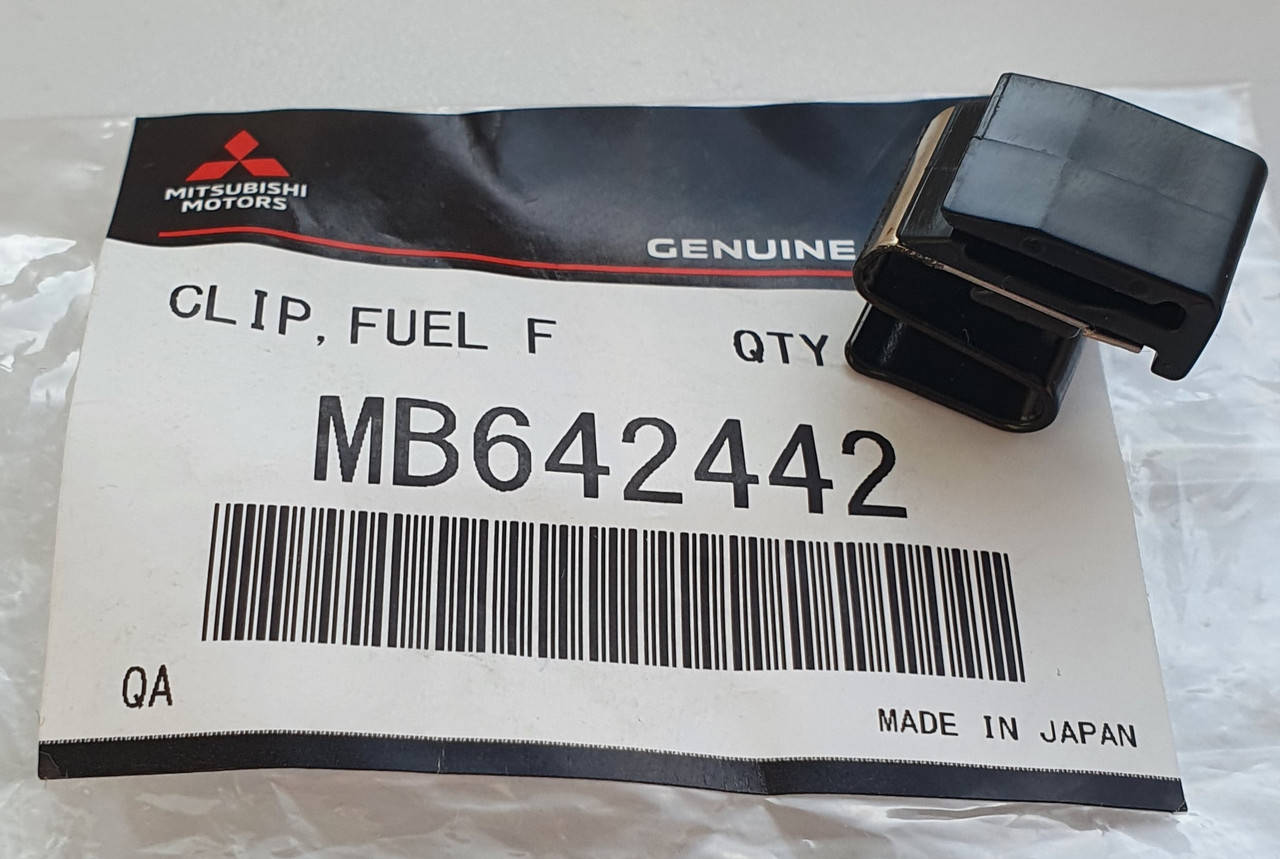 MITSUBISHI
MOTORS
GENUINE
CLIP, FUEL F QTY
MB642442
QA
MADE IN JAPAN